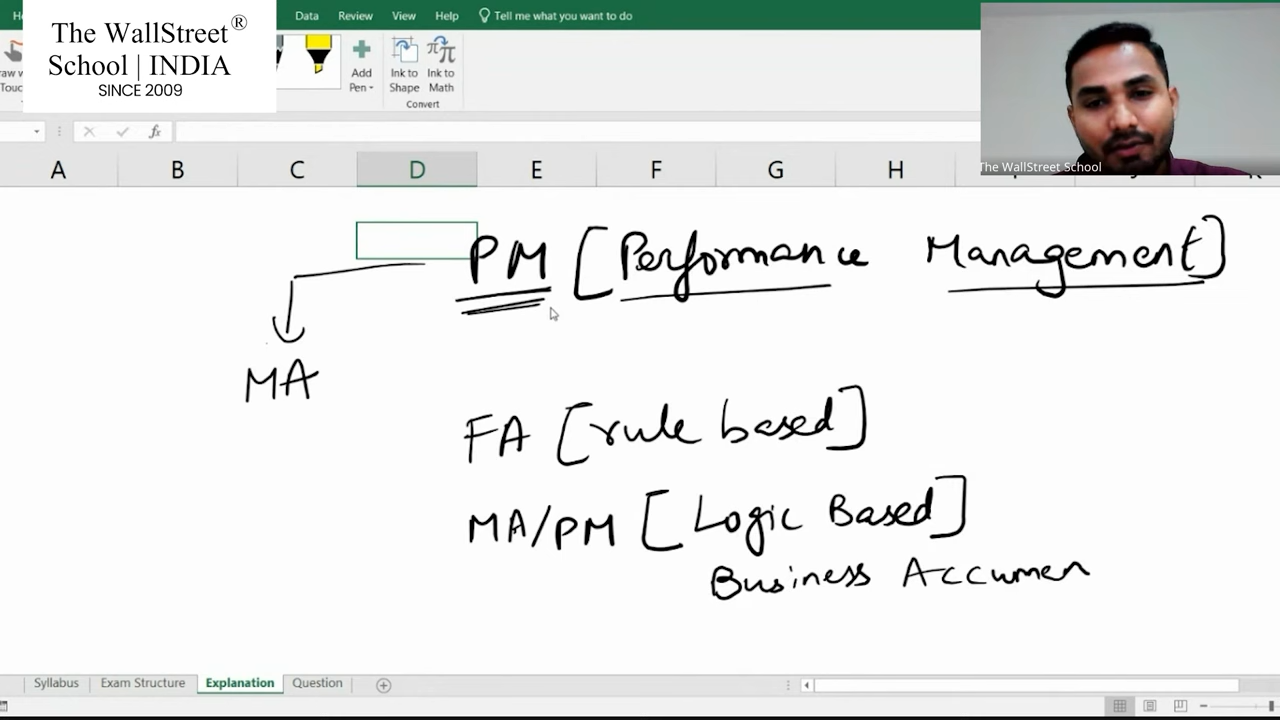 Data Review View Help Tell me what you want to do
The WallStreet®
School | INDIA
SINCE 2009
Add Pen
Ink to Shape
Ink to Math
Convert
fx
The WallStreet School
A B C D E F G H
PM [Performance Management]
MA
FA [rule based]
MA/PM [Logic Based]
Business Accumen
Syllabus Exam Structure Explanation Question